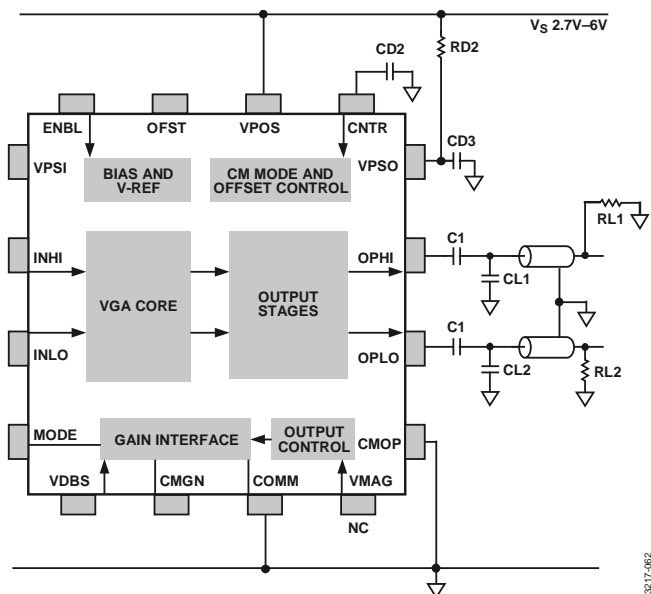 V_S 2.7V–6V
CD2
RD2
ENBL
OFST
VPOS
CNTR
VPSI
BIAS AND
V-REF
CM MODE AND
OFFSET CONTROL
VPSO
CD3
RL1
INHI
C1
OPHI
CL1
VGA CORE
OUTPUT
STAGES
INLO
OPLO
C1
CL2
RL2
MODE
GAIN INTERFACE
OUTPUT
CONTROL
CMOP
VDBS
CMGN
COMM
VMAG
NC
3217-062